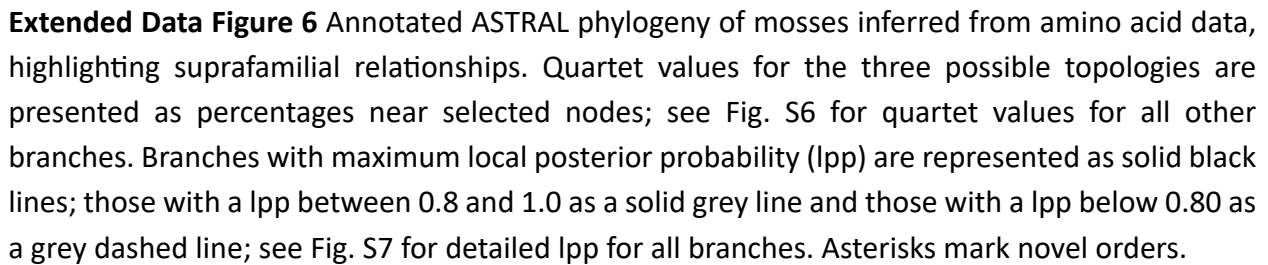 Extended Data Figure 6 Annotated ASTRAL phylogeny of mosses inferred from amino acid data,
highlighting suprafamilial relationships. Quartet values for the three possible topologies are
presented as percentages near selected nodes; see Fig. S6 for quartet values for all other
branches. Branches with maximum local posterior probability (lpp) are represented as solid black
lines; those with a lpp between 0.8 and 1.0 as a solid grey line and those with a lpp below 0.80 as
a grey dashed line; see Fig. S7 for detailed lpp for all branches. Asterisks mark novel orders.